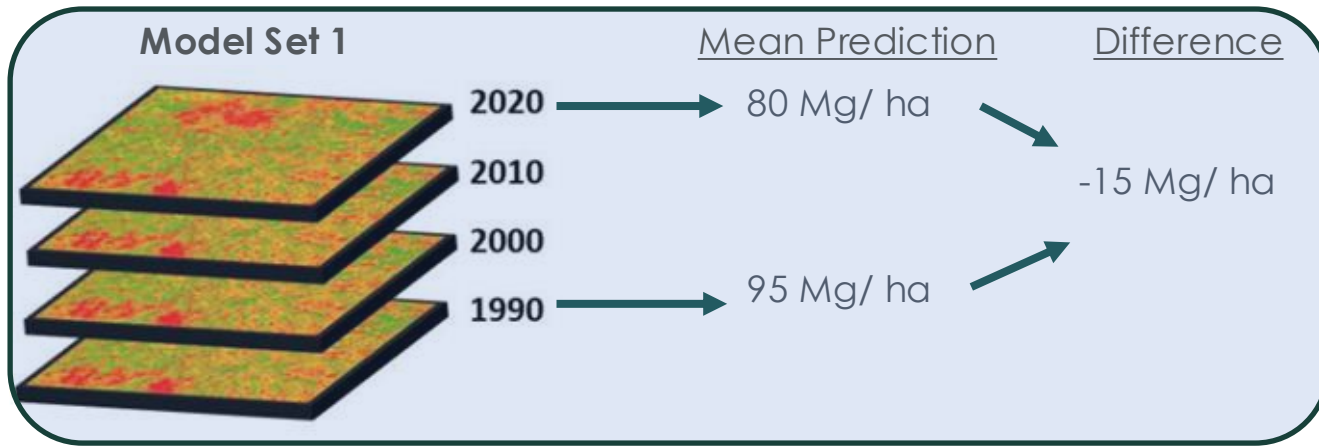 Model Set 1
Mean Prediction
Difference
2020
80 Mg/ ha
2010
-15 Mg/ ha
2000
95 Mg/ ha
1990